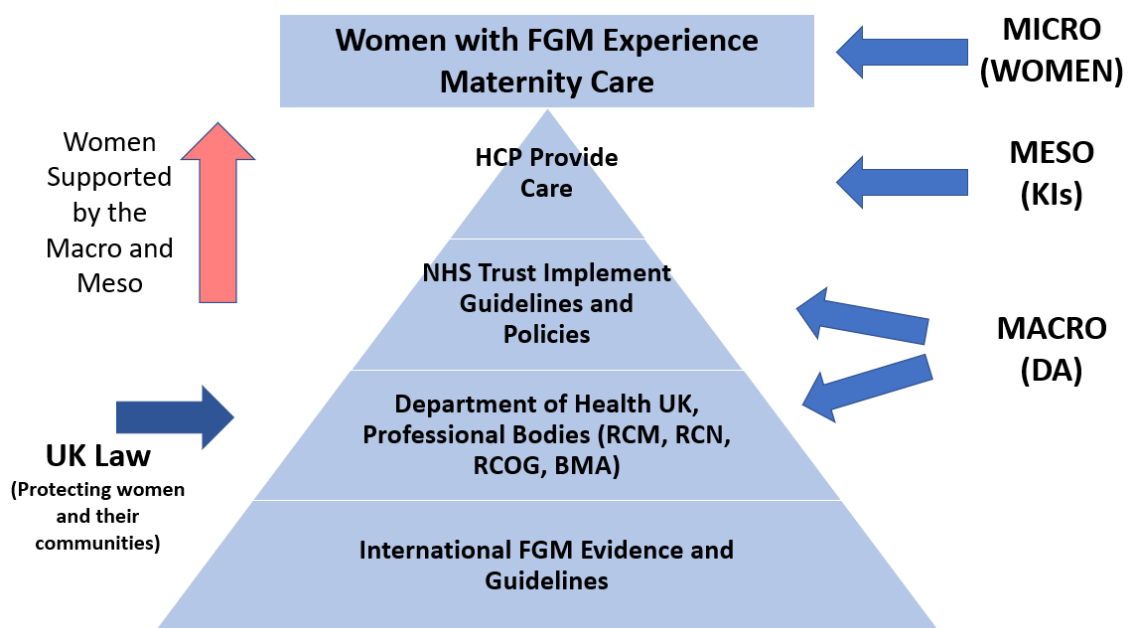 Women with FGM Experience
Maternity Care
MICRO
(WOMEN)
HCP Provide
Care
MESO
(KIs)
Women
Supported
by the
Macro and
Meso
NHS Trust Implement
Guidelines and
Policies
MACRO
(DA)
Department of Health UK,
Professional Bodies (RCM, RCN,
RCOG, BMA)
UK Law
(Protecting women
and their
communities)
International FGM Evidence and
Guidelines